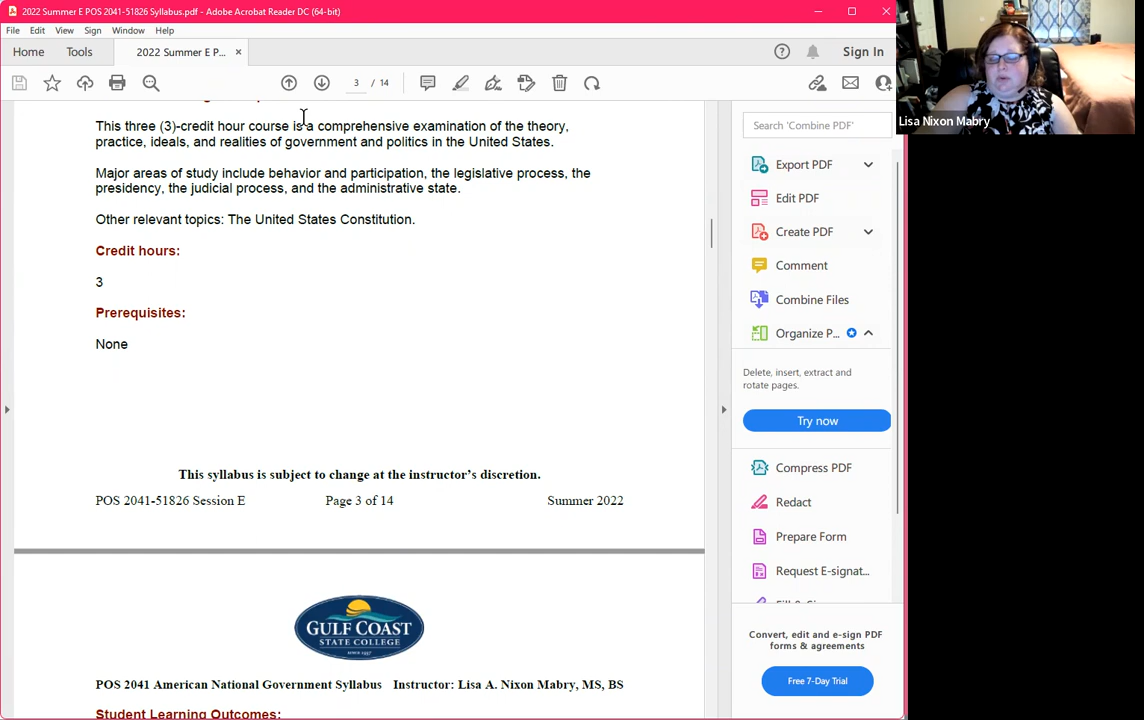 2022 Summer E POS 2041-51826 Syllabus.pdf - Adobe Acrobat Reader DC (64-bit)
File Edit View Sign Window Help
Home Tools 2022 Summer E P... × Sign In
3 / 14
This three (3)-credit hour course is a comprehensive examination of the theory,
practice, ideals, and realities of government and politics in the United States.
Major areas of study include behavior and participation, the legislative process, the
presidency, the judicial process, and the administrative state.
Other relevant topics: The United States Constitution.
Credit hours:
3
Prerequisites:
None
This syllabus is subject to change at the instructor's discretion.
POS 2041-51826 Session E Page 3 of 14 Summer 2022
GULF COAST
STATE COLLEGE
SINCE 1957
POS 2041 American National Government Syllabus Instructor: Lisa A. Nixon Mabry, MS, BS
Student Learning Outcomes:
Search 'Combine PDF'
Export PDF
Edit PDF
Create PDF
Comment
Combine Files
Organize P...
Delete, insert, extract and
rotate pages.
Try now
Compress PDF
Redact
Prepare Form
Request E-signat...
Convert, edit and e-sign PDF
forms & agreements
Free 7-Day Trial
Lisa Nixon Mabry